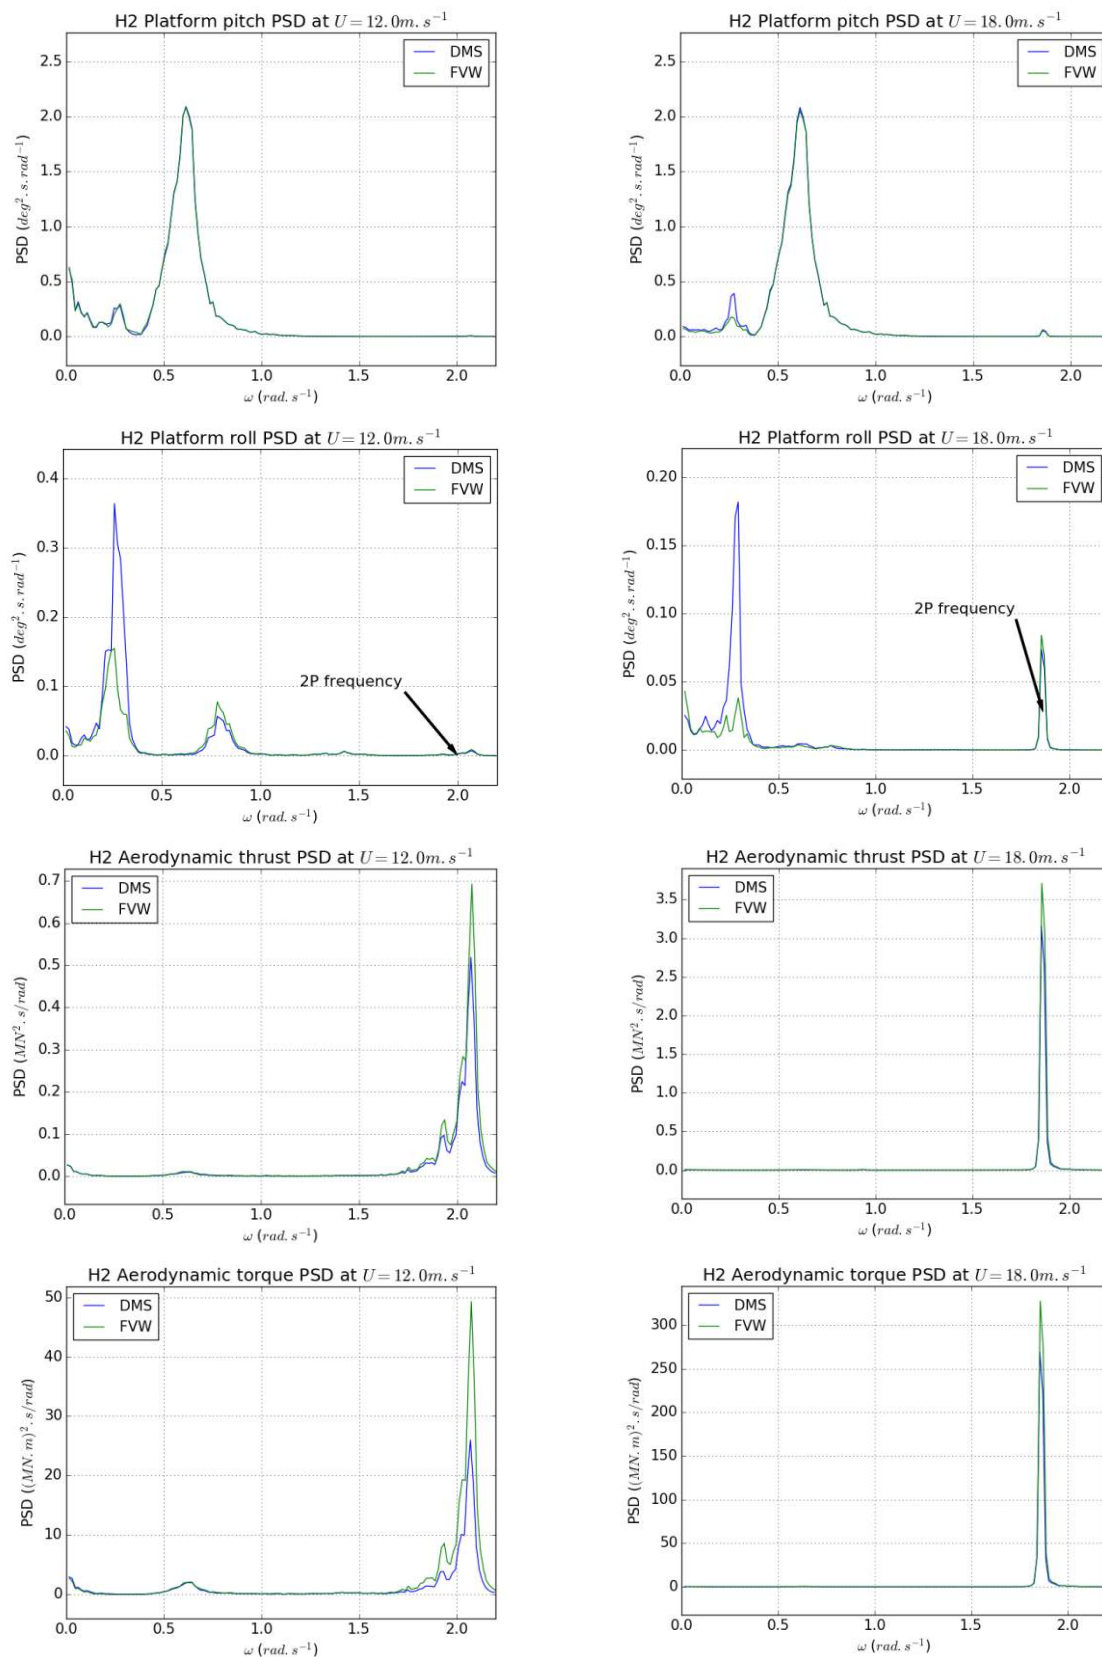 H2 Platform pitch PSD at U = 12.0m.s⁻¹
DMS
FVW
PSD (deg².s.rad⁻¹)
2.5
2.0
1.5
1.0
0.5
0.0
0.0 0.5 1.0 1.5 2.0
ω (rad.s⁻¹)
H2 Platform pitch PSD at U = 18.0m.s⁻¹
DMS
FVW
PSD (deg².s.rad⁻¹)
2.5
2.0
1.5
1.0
0.5
0.0
0.0 0.5 1.0 1.5 2.0
ω (rad.s⁻¹)
H2 Platform roll PSD at U = 12.0m.s⁻¹
DMS
FVW
2P frequency
PSD (deg².s.rad⁻¹)
0.4
0.3
0.2
0.1
0.0
0.0 0.5 1.0 1.5 2.0
ω (rad.s⁻¹)
H2 Platform roll PSD at U = 18.0m.s⁻¹
DMS
FVW
2P frequency
PSD (deg².s.rad⁻¹)
0.20
0.15
0.10
0.05
0.00
0.0 0.5 1.0 1.5 2.0
ω (rad.s⁻¹)
H2 Aerodynamic thrust PSD at U = 12.0m.s⁻¹
DMS
FVW
PSD (MN².s/rad)
0.7
0.6
0.5
0.4
0.3
0.2
0.1
0.0
0.0 0.5 1.0 1.5 2.0
ω (rad.s⁻¹)
H2 Aerodynamic thrust PSD at U = 18.0m.s⁻¹
DMS
FVW
PSD (MN².s/rad)
3.5
3.0
2.5
2.0
1.5
1.0
0.5
0.0
0.0 0.5 1.0 1.5 2.0
ω (rad.s⁻¹)
H2 Aerodynamic torque PSD at U = 12.0m.s⁻¹
DMS
FVW
PSD ((MN.m)².s/rad)
50
40
30
20
10
0
0.0 0.5 1.0 1.5 2.0
ω (rad.s⁻¹)
H2 Aerodynamic torque PSD at U = 18.0m.s⁻¹
DMS
FVW
PSD ((MN.m)².s/rad)
300
250
200
150
100
50
0
0.0 0.5 1.0 1.5 2.0
ω (rad.s⁻¹)